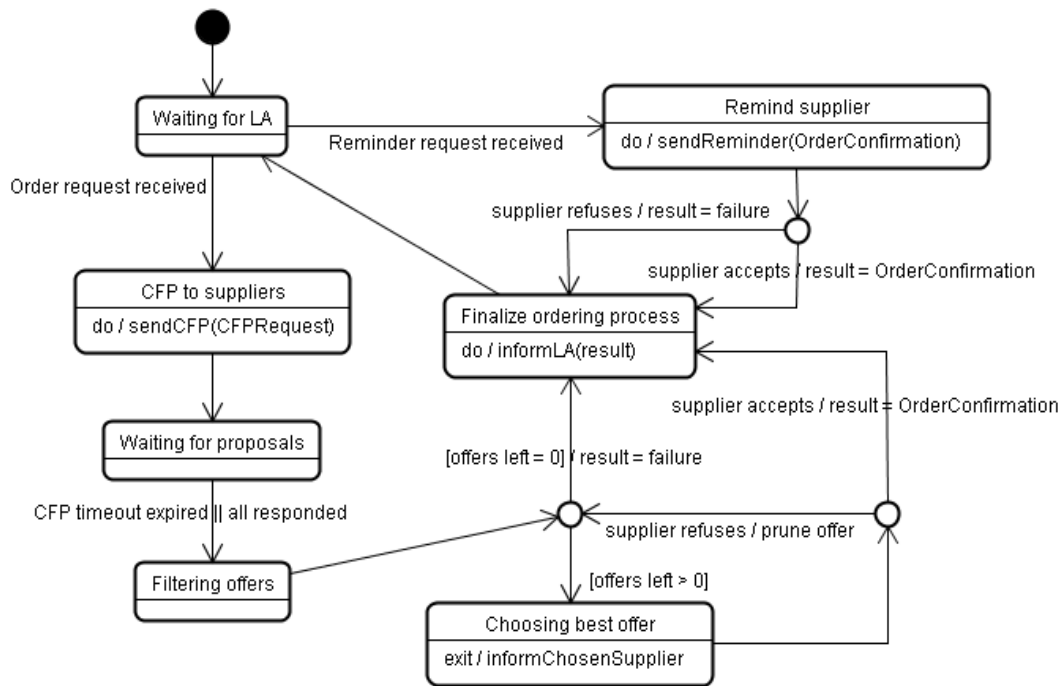 Waiting for LA
Remind supplier
do / sendReminder(OrderConfirmation)
Reminder request received
Order request received
supplier refuses / result = failure
supplier accepts / result = OrderConfirmation
CFP to suppliers
do / sendCFP(CFPRequest)
Finalize ordering process
do / informLA(result)
supplier accepts / result = OrderConfirmation
Waiting for proposals
[offers left = 0] / result = failure
CFP timeout expired || all responded
supplier refuses / prune offer
Filtering offers
[offers left > 0]
Choosing best offer
exit / informChosenSupplier